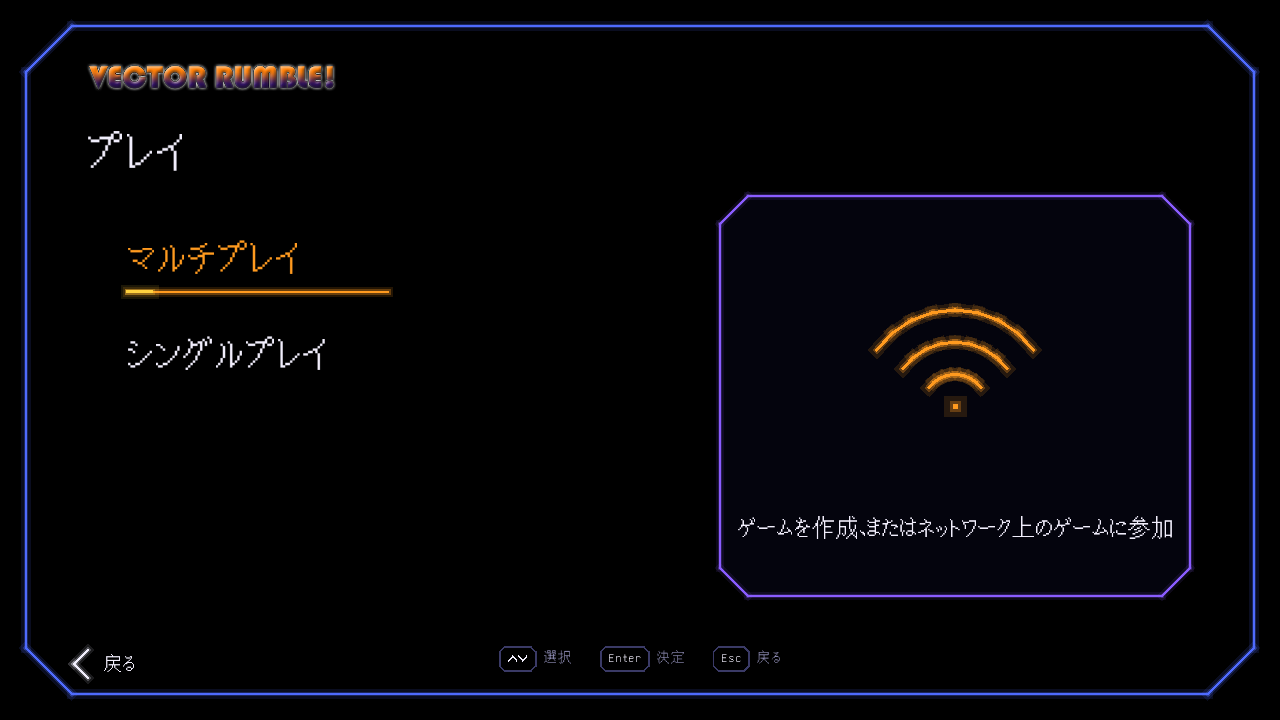 VECTOR RUMBLE!
プレイ
マルチプレイ
シングルプレイ
ゲームを作成、またはネットワーク上のゲームに参加
戻る
選択 Enter 決定 Esc 戻る